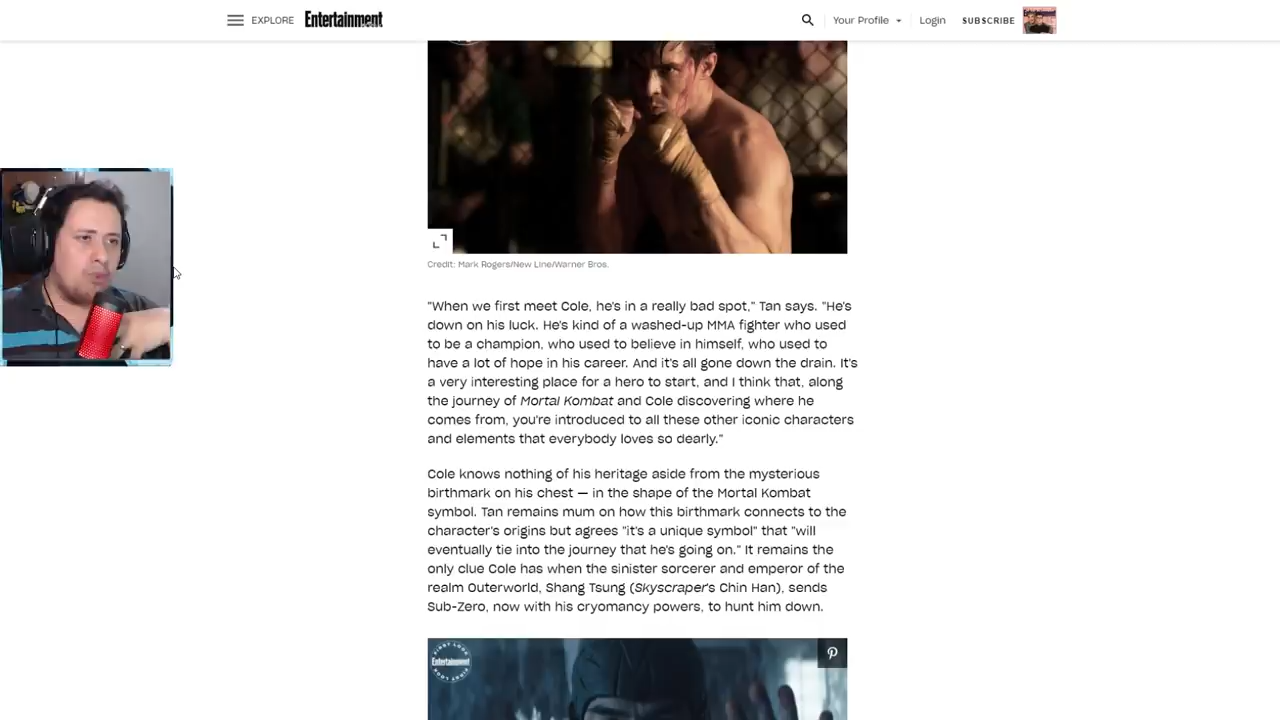 EXPLORE Entertainment Your Profile Login SUBSCRIBE
Credit: Mark Rogers/New Line/Warner Bros.
"When we first meet Cole, he's in a really bad spot," Tan says. "He's
down on his luck. He's kind of a washed-up MMA fighter who used
to be a champion, who used to believe in himself, who used to
have a lot of hope in his career. And it's all gone down the drain. It's
a very interesting place for a hero to start, and I think that, along
the journey of Mortal Kombat and Cole discovering where he
comes from, you're introduced to all these other iconic characters
and elements that everybody loves so dearly."
Cole knows nothing of his heritage aside from the mysterious
birthmark on his chest — in the shape of the Mortal Kombat
symbol. Tan remains mum on how this birthmark connects to the
character's origins but agrees "it's a unique symbol" that "will
eventually tie into the journey that he's going on." It remains the
only clue Cole has when the sinister sorcerer and emperor of the
realm Outerworld, Shang Tsung (Skyscraper's Chin Han), sends
Sub-Zero, now with his cryomancy powers, to hunt him down.
FIRST LOOK
Entertainment